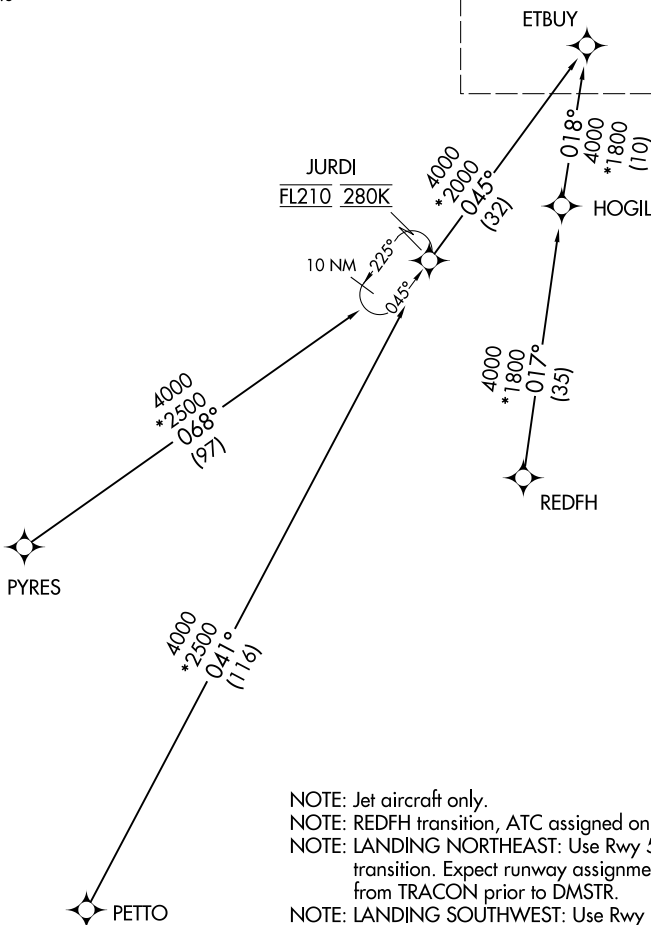 ETBUY
018°
4000
*1800
(10)
4000
*2000
045°
(32)
JURDI
FL210 280K
HOGIL
225°
10 NM
045°
4000
*1800
017°
(35)
4000
*2500
068°
(97)
REDFH
PYRES
4000
*2500
041°
(116)
NOTE: Jet aircraft only.
NOTE: REDFH transition, ATC assigned on
NOTE: LANDING NORTHEAST: Use Rwy 5
transition. Expect runway assignme
from TRACON prior to DMSTR.
PETTO
NOTE: LANDING SOUTHWEST: Use Rwy